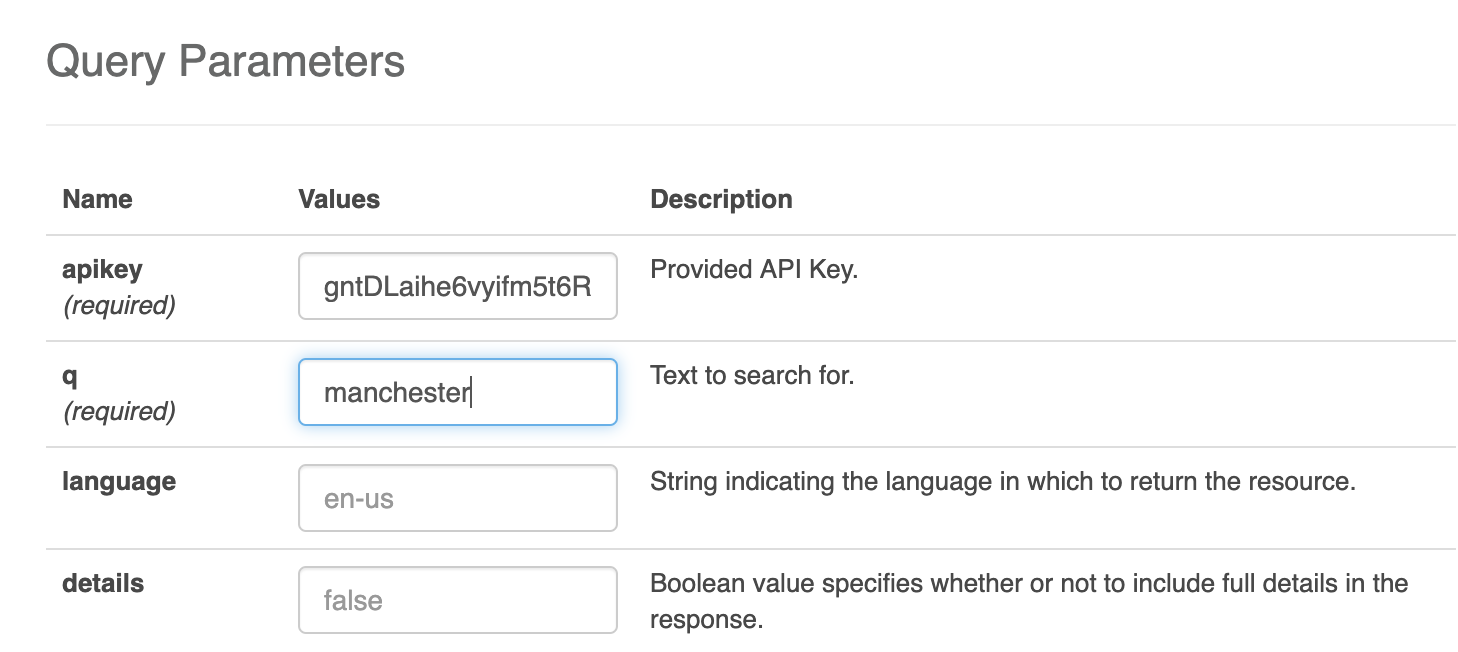 Query Parameters
Name Values Description
apikey gntDLaihe6vyifm5t6R Provided API Key.
(required)
q manchester Text to search for.
(required)
language en-us String indicating the language in which to return the resource.
details false Boolean value specifies whether or not to include full details in the
response.